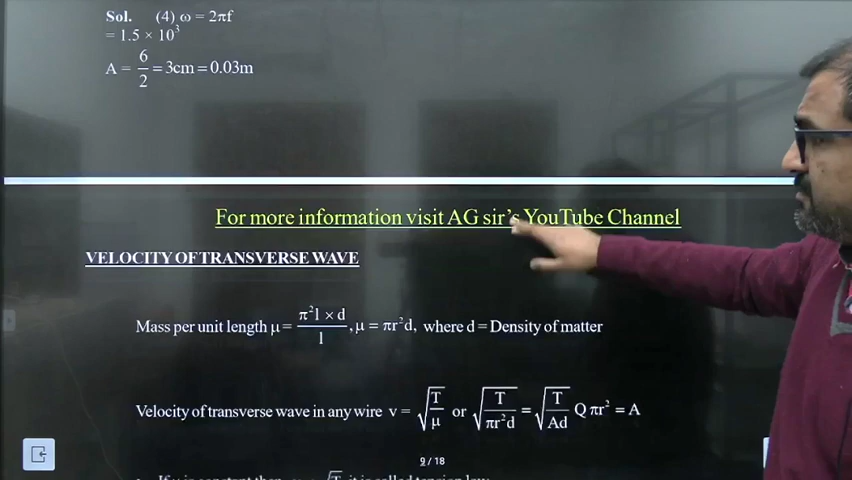 Sol. (4) ω = 2πf
= 1.5 × 10³
A = 6/2 = 3cm = 0.03m
For more information visit AG sir's YouTube Channel
VELOCITY OF TRANSVERSE WAVE
Mass per unit length μ = π²l × d / l , μ = πr²d, where d = Density of matter
Velocity of transverse wave in any wire v = √(T/μ) or √(T/πr²d) = √(T/Ad) Q πr² = A
9 / 18